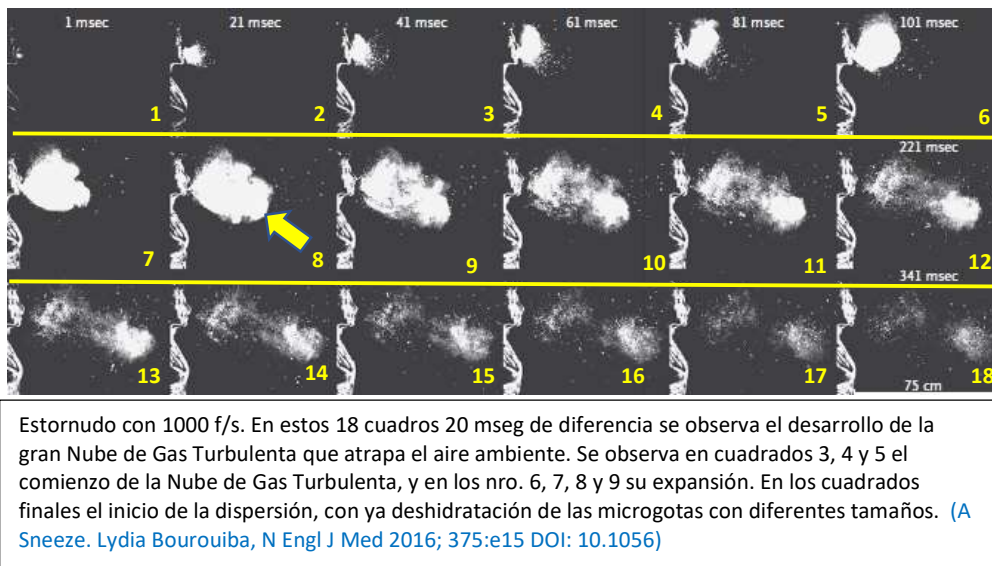 1 msec 21 msec 41 msec 61 msec 81 msec 101 msec
1 2 3 4 5 6
221 msec
7 8 9 10 11 12
341 msec
13 14 15 16 17 18
75 cm
Estornudo con 1000 f/s. En estos 18 cuadros 20 mseg de diferencia se observa el desarrollo de la
gran Nube de Gas Turbulenta que atrapa el aire ambiente. Se observa en cuadrados 3, 4 y 5 el
comienzo de la Nube de Gas Turbulenta, y en los nro. 6, 7, 8 y 9 su expansión. En los cuadrados
finales el inicio de la dispersión, con ya deshidratación de las microgotas con diferentes tamaños. (A
Sneeze. Lydia Bourouiba, N Engl J Med 2016; 375:e15 DOI: 10.1056)